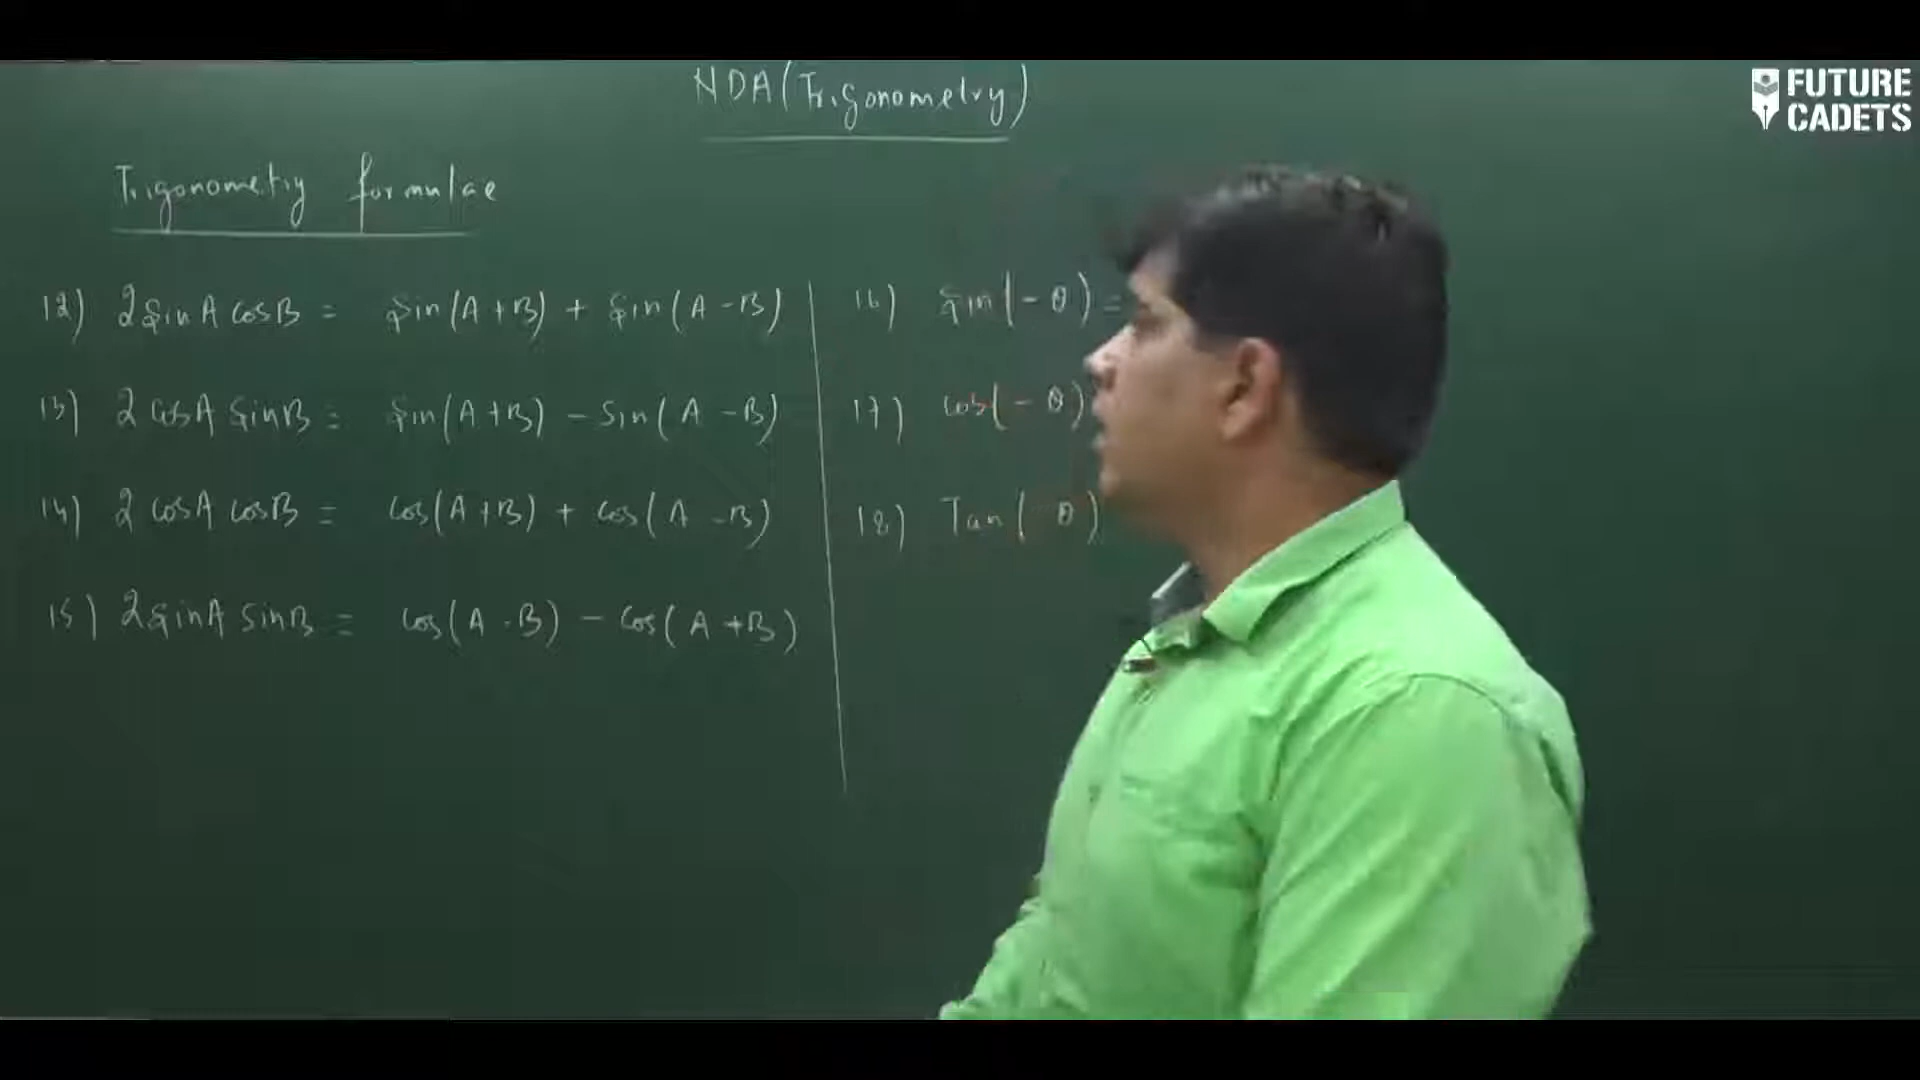 NDA (Trigonometry)
FUTURE
CADETS
Trigonometry formulae
12) 2 sin A cos B = sin(A+B) + sin(A-B)
13) 2 cos A sin B = sin(A+B) - sin(A-B)
14) 2 cos A cos B = cos(A+B) + cos(A-B)
15) 2 sin A sin B = cos(A-B) - cos(A+B)
16) sin(-θ) =
17) cos(-θ)
18) Tan(-θ)